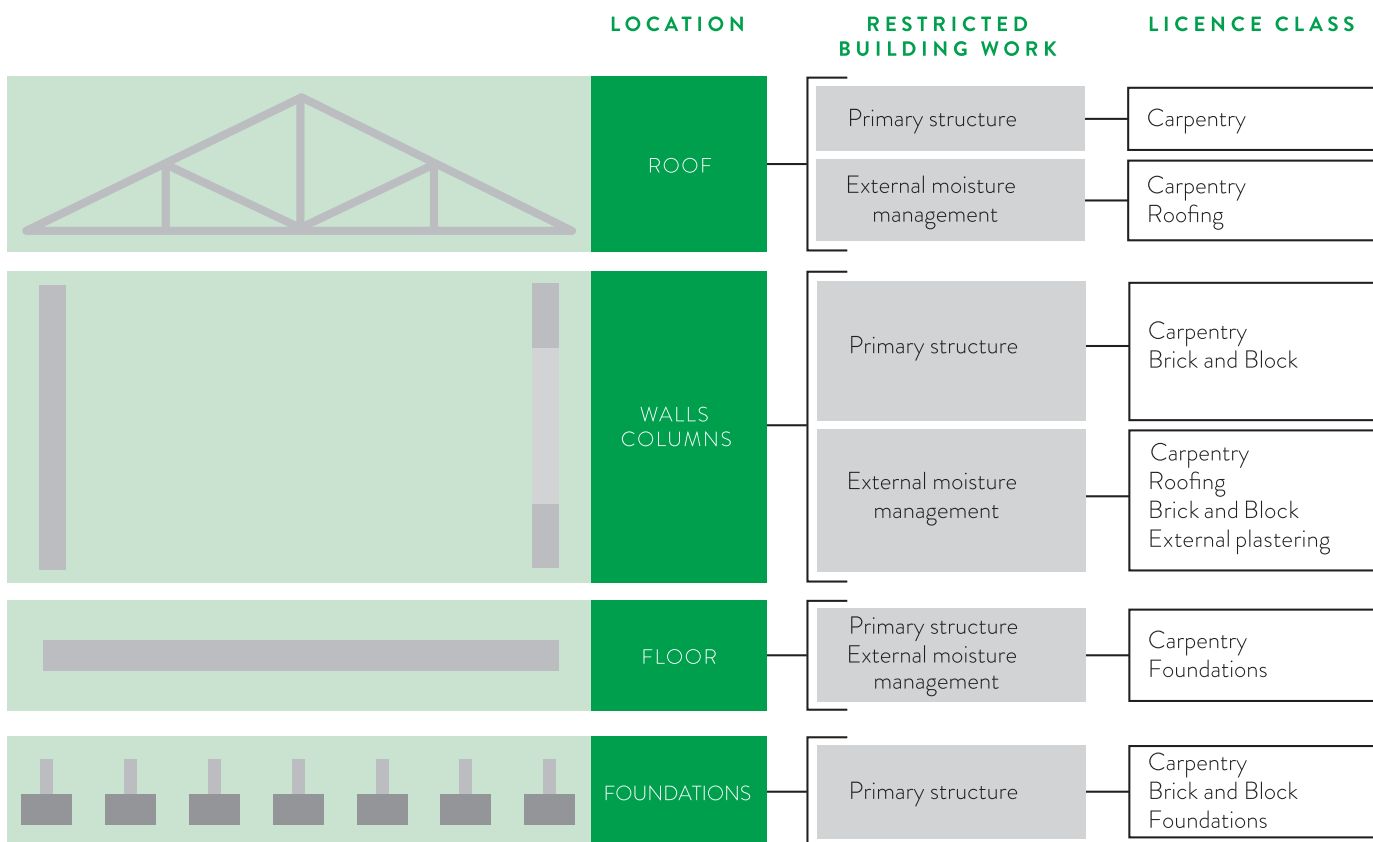 LOCATION
RESTRICTED
BUILDING WORK
LICENCE CLASS
ROOF
Primary structure
Carpentry
External moisture
management
Carpentry
Roofing
WALLS
COLUMNS
Primary structure
Carpentry
Brick and Block
External moisture
management
Carpentry
Roofing
Brick and Block
External plastering
FLOOR
Primary structure
External moisture
management
Carpentry
Foundations
FOUNDATIONS
Primary structure
Carpentry
Brick and Block
Foundations